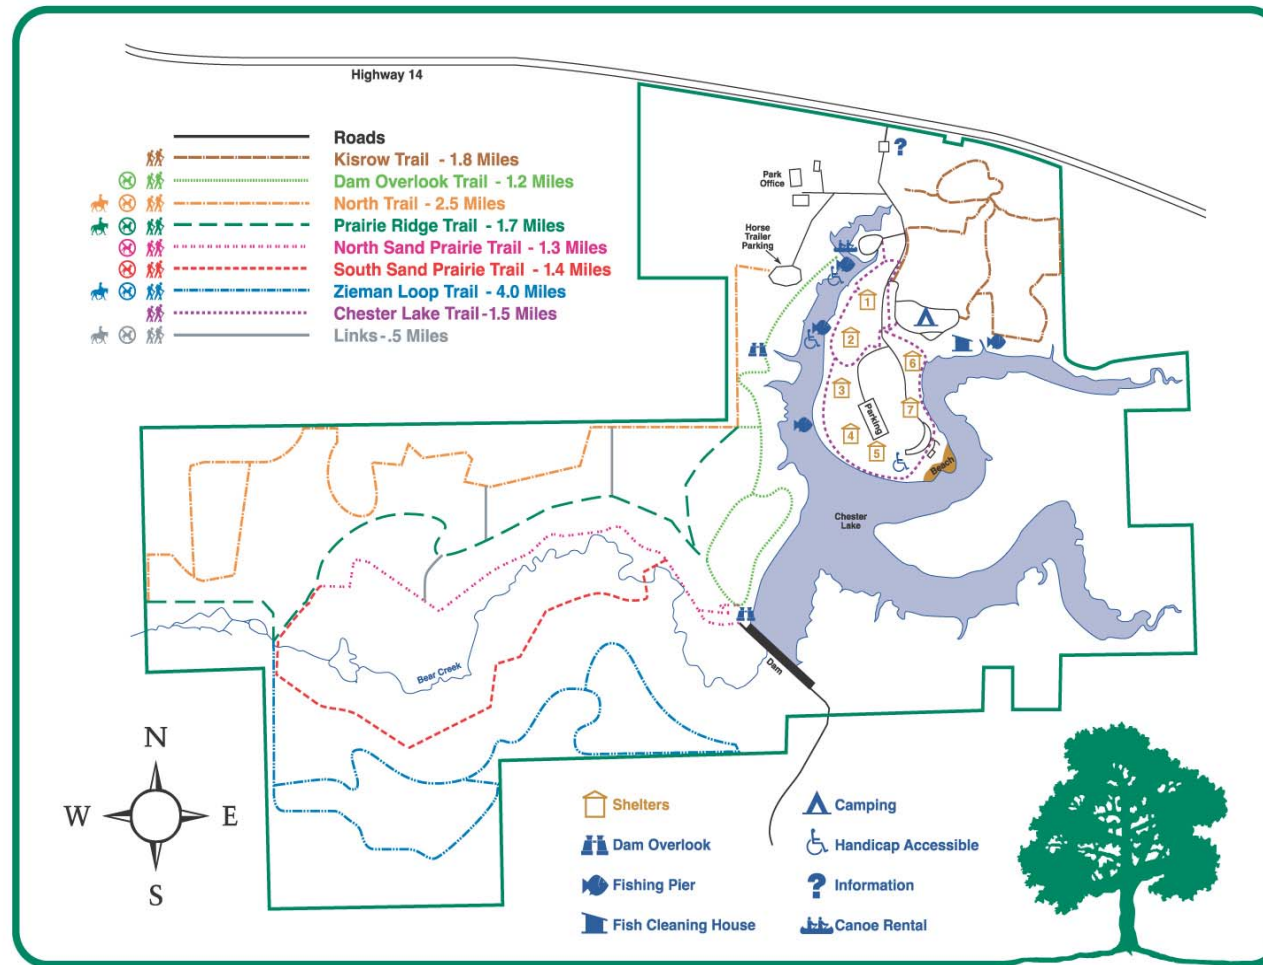 Highway 14
Roads
Kisrow Trail - 1.8 Miles
Dam Overlook Trail - 1.2 Miles
North Trail - 2.5 Miles
Prairie Ridge Trail - 1.7 Miles
North Sand Prairie Trail - 1.3 Miles
South Sand Prairie Trail - 1.4 Miles
Zieman Loop Trail - 4.0 Miles
Chester Lake Trail - 1.5 Miles
Links - .5 Miles
?
Park
Office
Horse
Trailer
Parking
1
2
3
4
5
6
7
Parking
Beach
Chester
Lake
Dam
Bear Creek
N
W
E
S
Shelters
Dam Overlook
Fishing Pier
Fish Cleaning House
Camping
Handicap Accessible
? Information
Canoe Rental